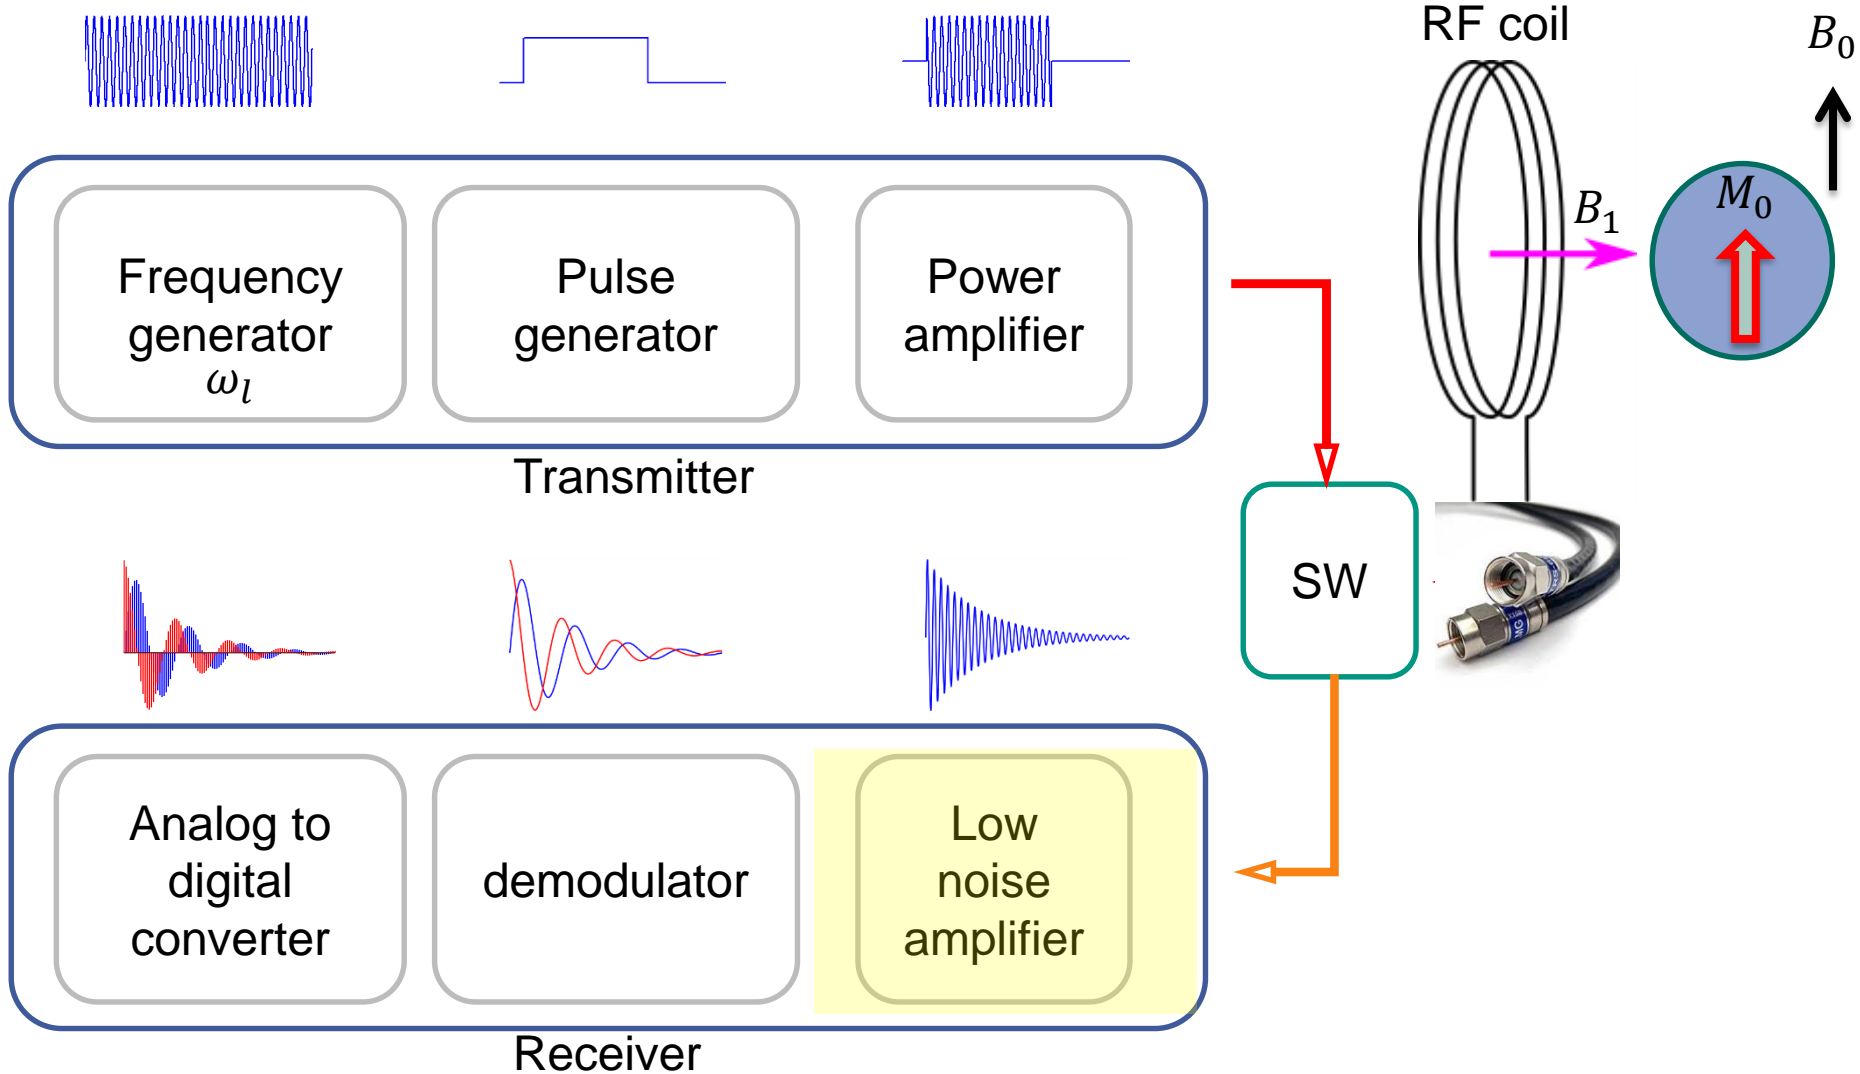 RF coil
B₀
Frequency
generator
ω_l
Pulse
generator
Power
amplifier
B₁
M₀
Transmitter
SW
Analog to
digital
converter
demodulator
Low
noise
amplifier
Receiver